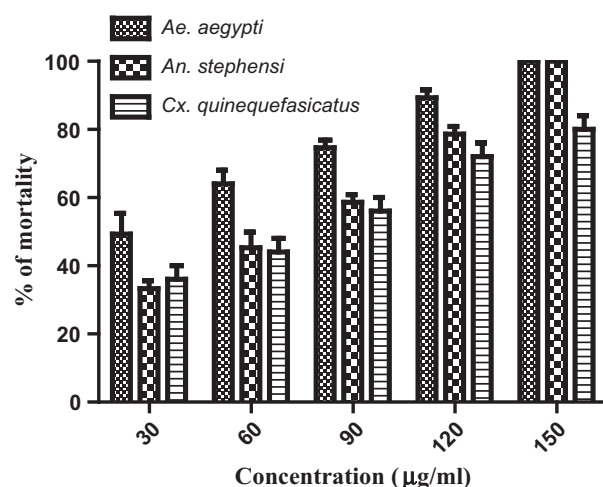 Ae. aegypti
An. stephensi
Cx. quinequefasicatus
% of mortality
100
80
60
40
20
0
30 60 90 120 150
Concentration (µg/ml)